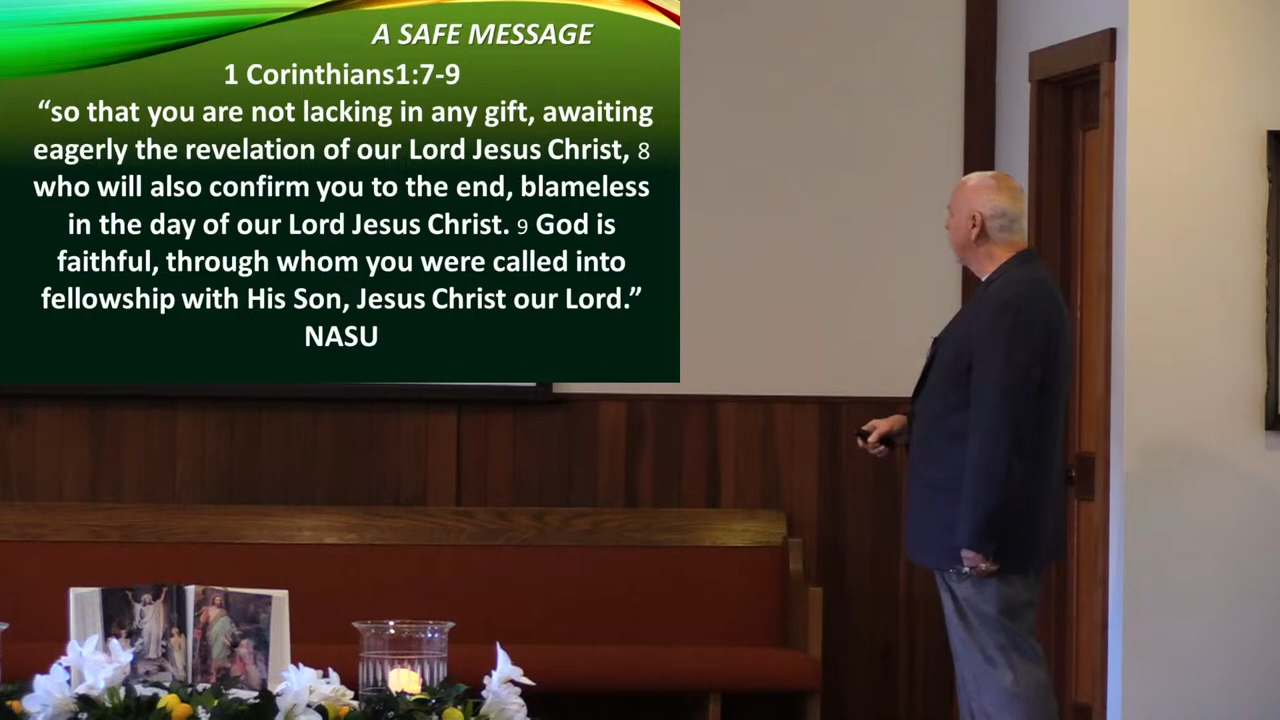 A SAFE MESSAGE
1 Corinthians1:7-9
“so that you are not lacking in any gift, awaiting
eagerly the revelation of our Lord Jesus Christ, 8
who will also confirm you to the end, blameless
in the day of our Lord Jesus Christ. 9 God is
faithful, through whom you were called into
fellowship with His Son, Jesus Christ our Lord.”
NASU